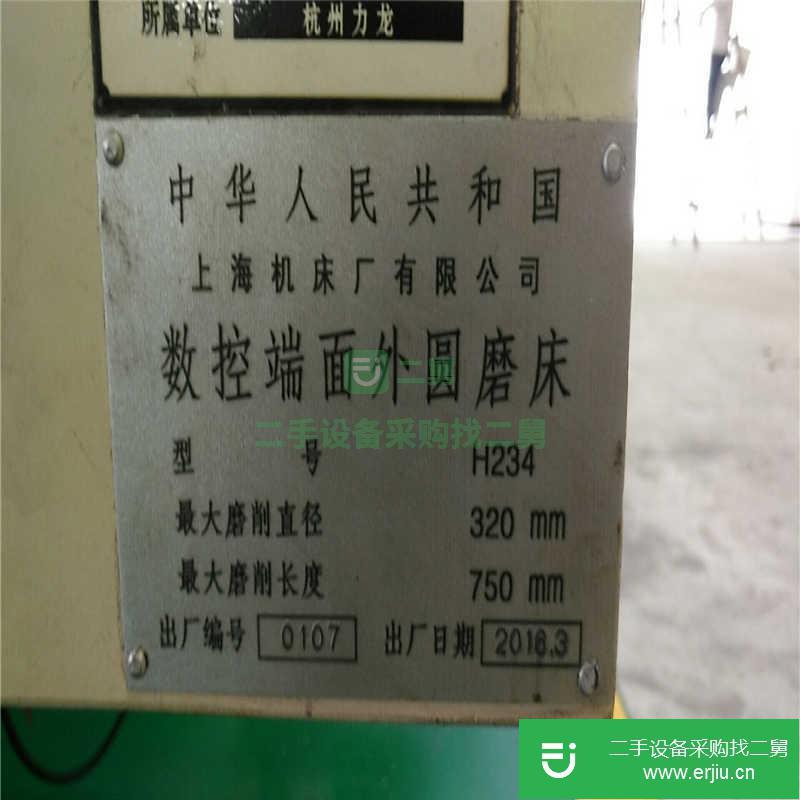 所属单位 杭州力龙
中华人民共和国
上海机床厂有限公司
数控端面外圆磨床
二舅
二手设备采购找二舅
型 号 H234
最大磨削直径 320 mm
最大磨削长度 750 mm
出厂编号 0107 出厂日期 2016.3
二手设备采购找二舅
www.erjiu.cn